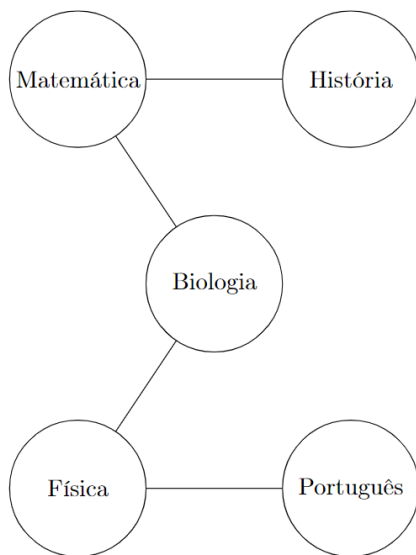 Matemática
História
Biologia
Física
Português